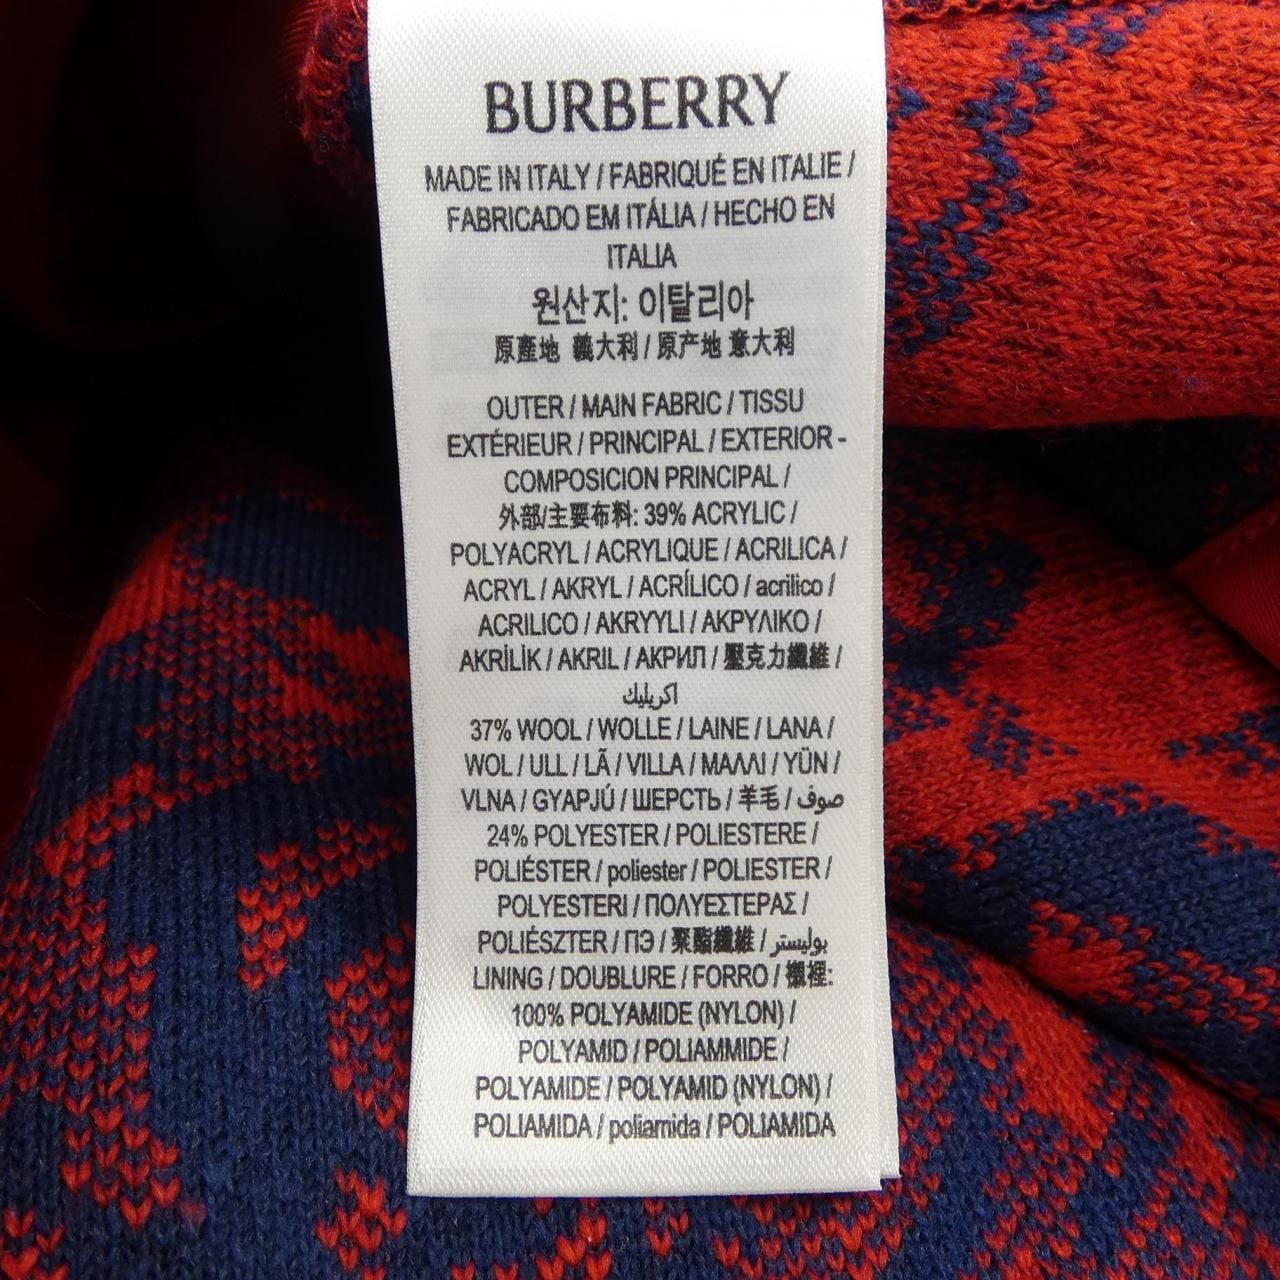 BURBERRY
MADE IN ITALY / FABRIQUÉ EN ITALIE /
FABRICADO EM ITÁLIA / HECHO EN
ITALIA
원산지: 이탈리아
原產地 義大利 / 原产地 意大利
OUTER / MAIN FABRIC / TISSU
EXTÉRIEUR / PRINCIPAL / EXTERIOR -
COMPOSICION PRINCIPAL /
外部/主要布料: 39% ACRYLIC /
POLYACRYL / ACRYLIQUE / ACRILICA /
ACRYL / AKRYL / ACRÍLICO / acrilico /
ACRILICO / AKRYYLI / ΑΚΡΥΛΙΚΟ /
AKRİLİK / AKRIL / АКРИЛ / 壓克力纖維 /
اكريليك
37% WOOL / WOLLE / LAINE / LANA /
WOL / ULL / LÃ / VILLA / ΜΑΛΛΙ / YÜN /
VLNA / GYAPJÚ / ШЕРСТЬ / 羊毛 / صوف
24% POLYESTER / POLIESTERE /
POLIÉSTER / poliester / POLIESTER /
POLYESTERI / ΠΟΛΥΕΣΤΕΡΑΣ /
POLIÉSZTER / ПЭ / 聚酯纖維 / بوليستر
LINING / DOUBLURE / FORRO / 襯裡:
100% POLYAMIDE (NYLON) /
POLYAMID / POLIAMMIDE /
POLYAMIDE / POLYAMID (NYLON) /
POLIAMIDA / poliamida / POLIAMIDA